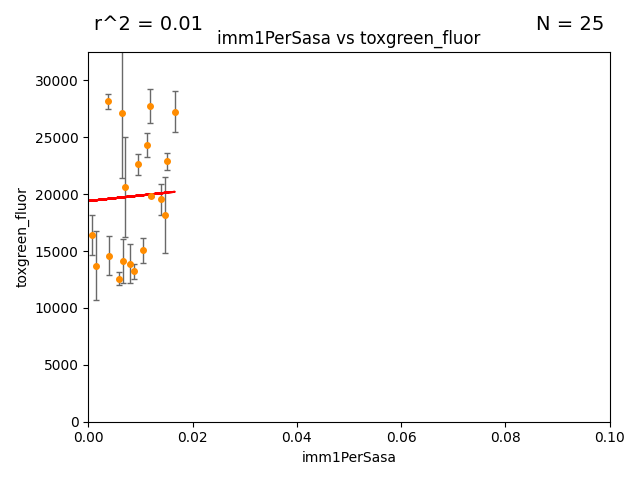 r^2 = 0.01
N = 25
imm1PerSasa vs toxgreen_fluor
toxgreen_fluor
30000
25000
20000
15000
10000
5000
0
0.00
0.02
0.04
0.06
0.08
0.10
imm1PerSasa